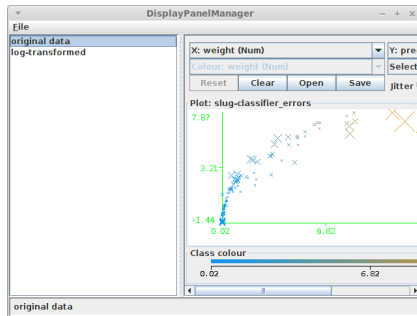 DisplayPanelManager
File
original data
log-transformed
X: weight (Num)
Y: pre
Colour: weight (Num)
Select
Reset
Clear
Open
Save
Jitter
Plot: slug-classifier_errors
7.87
3.21
-1.44
0.02
6.82
Class colour
0.02
6.82
original data